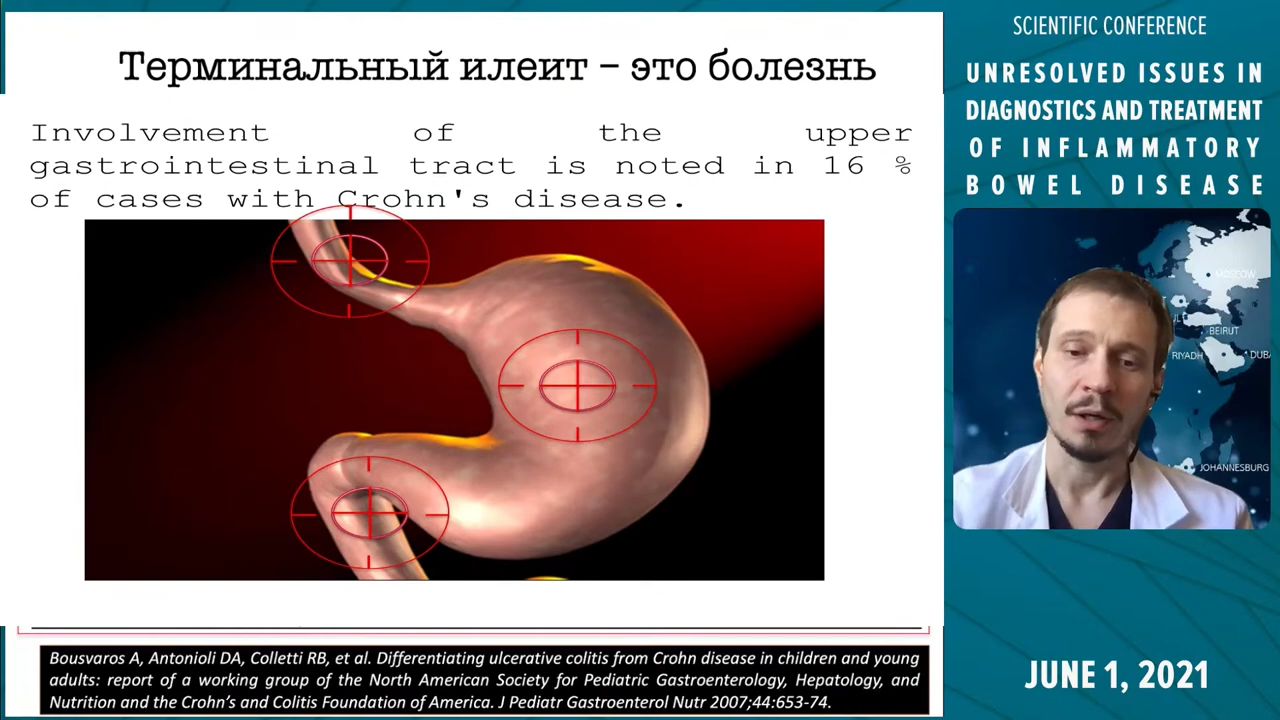 Терминальный илеит – это болезнь
Involvement of the upper
gastrointestinal tract is noted in 16 %
of cases with Crohn's disease.
Bousvaros A, Antonioli DA, Colletti RB, et al. Differentiating ulcerative colitis from Crohn disease in children and young
adults: report of a working group of the North American Society for Pediatric Gastroenterology, Hepatology, and
Nutrition and the Crohn's and Colitis Foundation of America. J Pediatr Gastroenterol Nutr 2007;44:653-74.
SCIENTIFIC CONFERENCE
UNRESOLVED ISSUES IN
DIAGNOSTICS AND TREATMENT
OF INFLAMMATORY
BOWEL DISEASE
MOSCOW
BEIRUT
RIYADH
JOHANNESBURG
JUNE 1, 2021